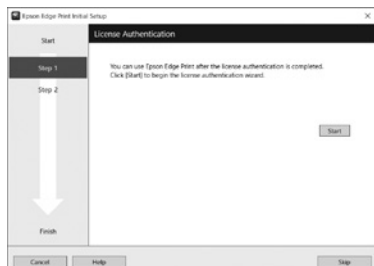 Epson Edge Print Initial Setup
Start
Step 1
Step 2
Finish
License Authentication
You can use Epson Edge Print after the license authentication is completed.
Click [Start] to begin the license authentication wizard.
Start
Cancel
Help
Skip